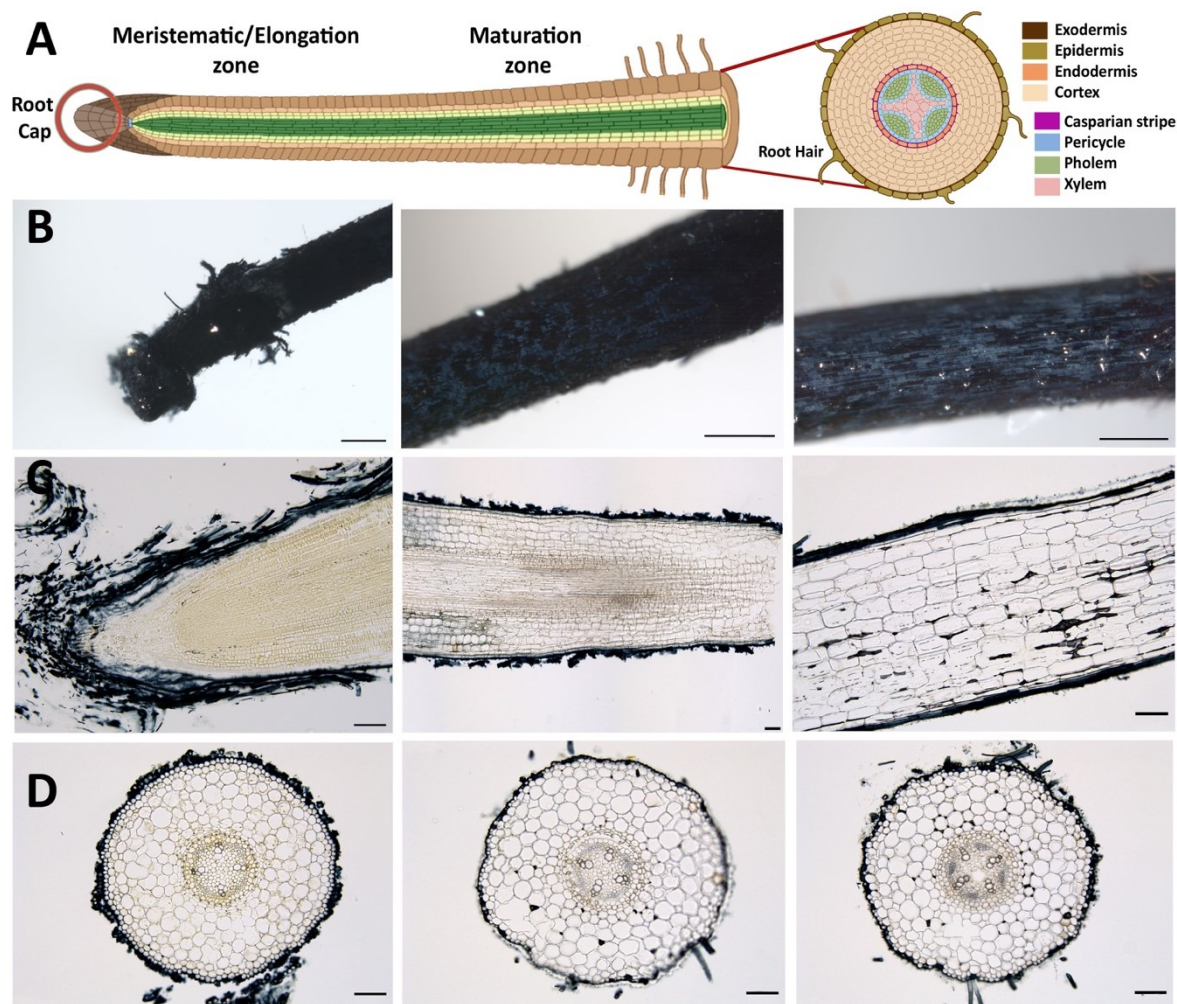 A
Meristematic/Elongation
zone
Maturation
zone
Root
Cap
Root Hair
Exodermis
Epidermis
Endodermis
Cortex
Casparian stripe
Pericycle
Pholem
Xylem
B
C
D